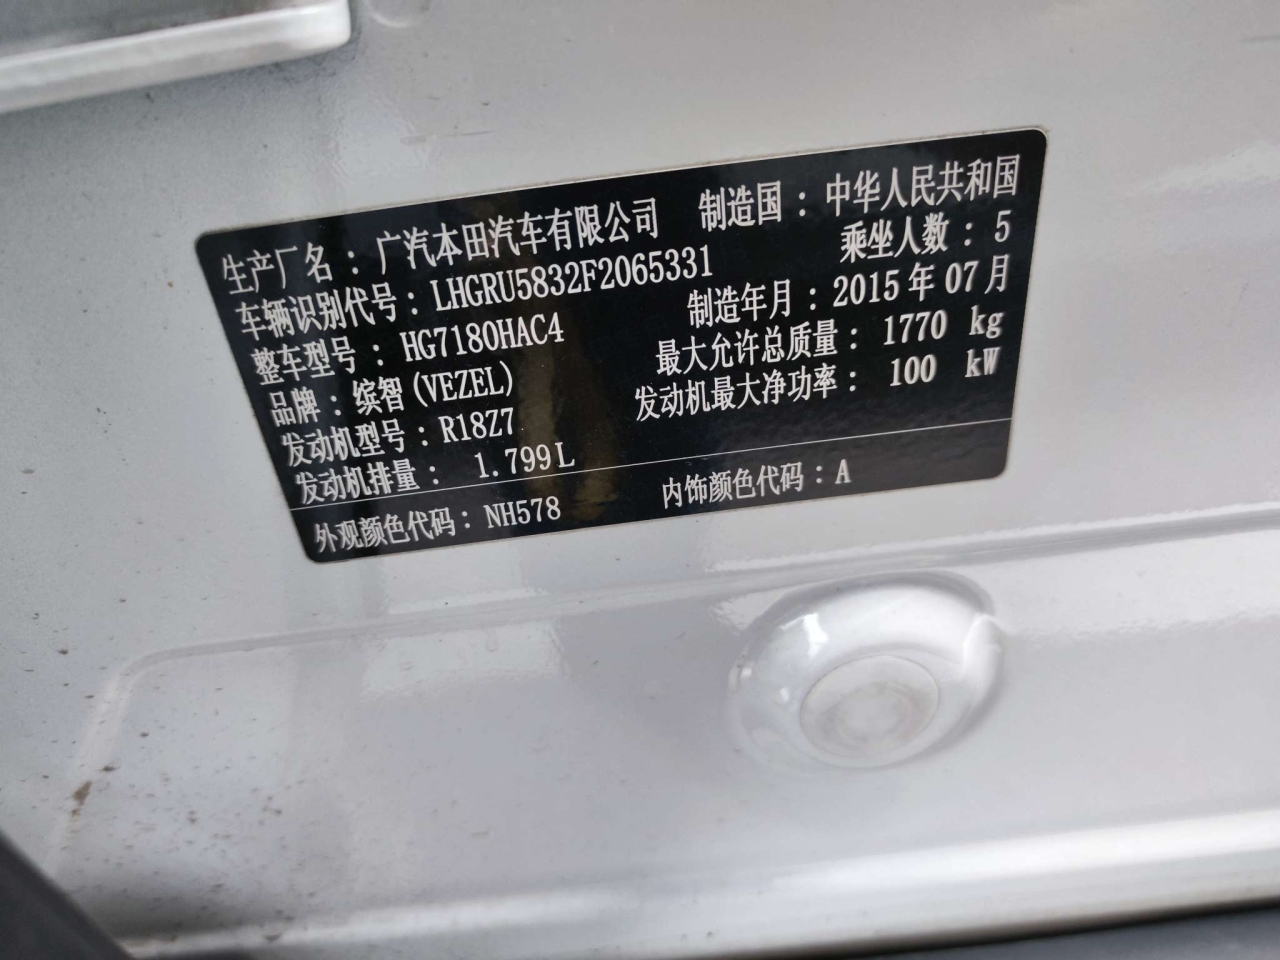 生产厂名：广汽本田汽车有限公司 制造国：中华人民共和国
车辆识别代号：LHGRU5832F2065331 乘坐人数：5
整车型号：HG7180HAC4 制造年月：2015年07月
品牌：缤智(VEZEL) 最大允许总质量：1770 kg
发动机型号：R18Z7 发动机最大净功率：100 kW
发动机排量：1.799L
外观颜色代码：NH578 内饰颜色代码：A